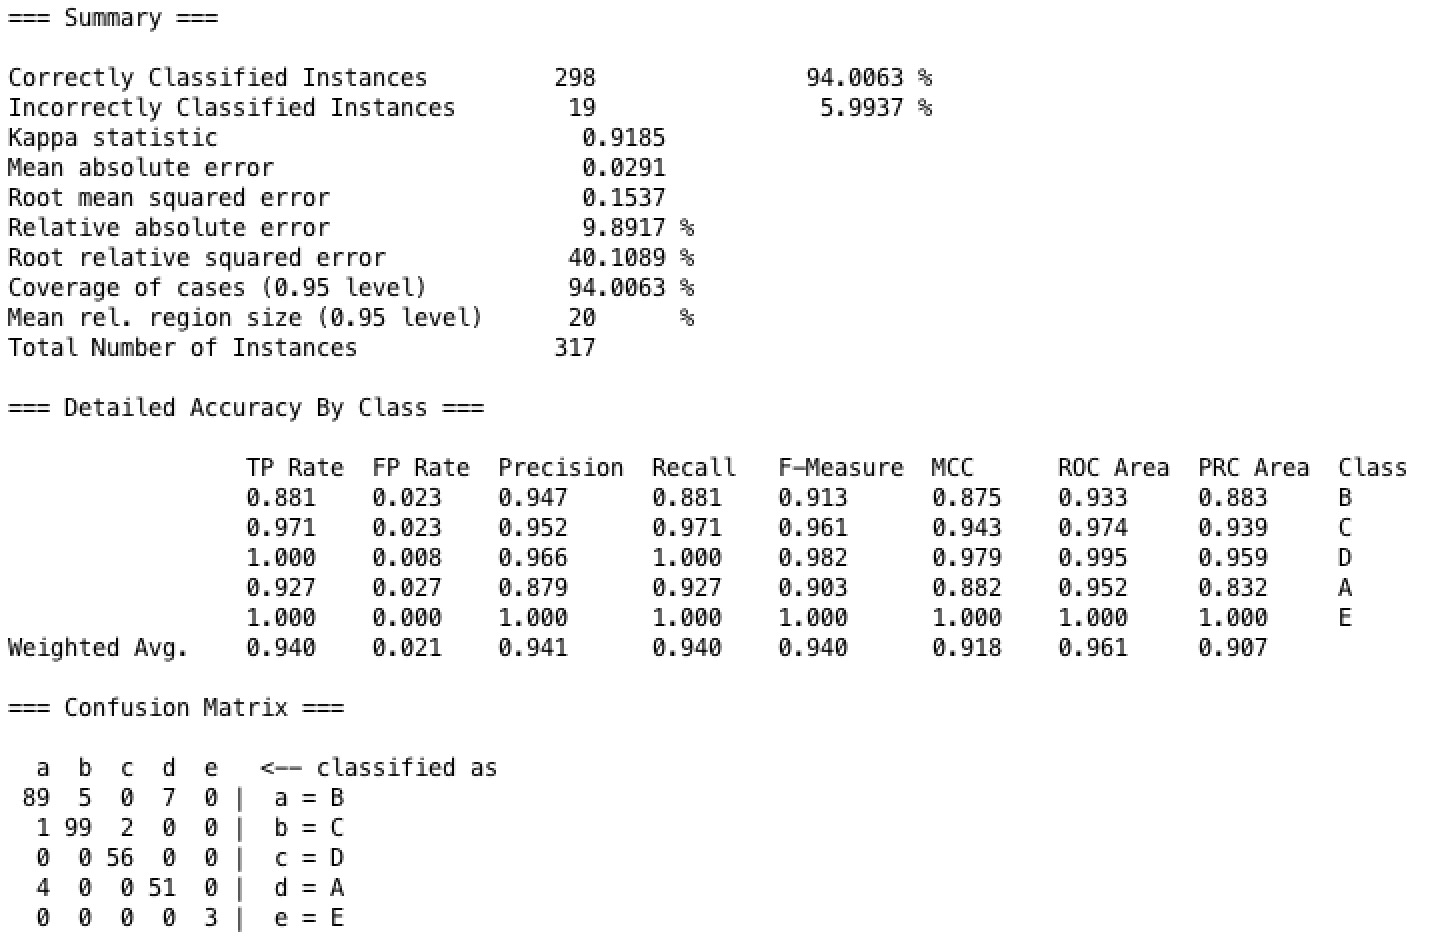 === Summary ===
Correctly Classified Instances 298 94.0063 %
Incorrectly Classified Instances 19 5.9937 %
Kappa statistic 0.9185
Mean absolute error 0.0291
Root mean squared error 0.1537
Relative absolute error 9.8917 %
Root relative squared error 40.1089 %
Coverage of cases (0.95 level) 94.0063 %
Mean rel. region size (0.95 level) 20 %
Total Number of Instances 317
=== Detailed Accuracy By Class ===
TP Rate FP Rate Precision Recall F-Measure MCC ROC Area PRC Area Class
0.881 0.023 0.947 0.881 0.913 0.875 0.933 0.883 B
0.971 0.023 0.952 0.971 0.961 0.943 0.974 0.939 C
1.000 0.008 0.966 1.000 0.982 0.979 0.995 0.959 D
0.927 0.027 0.879 0.927 0.903 0.882 0.952 0.832 A
1.000 0.000 1.000 1.000 1.000 1.000 1.000 1.000 E
Weighted Avg. 0.940 0.021 0.941 0.940 0.940 0.918 0.961 0.907
=== Confusion Matrix ===
a b c d e <-- classified as
89 5 0 7 0 | a = B
1 99 2 0 0 | b = C
0 0 56 0 0 | c = D
4 0 0 51 0 | d = A
0 0 0 0 3 | e = E